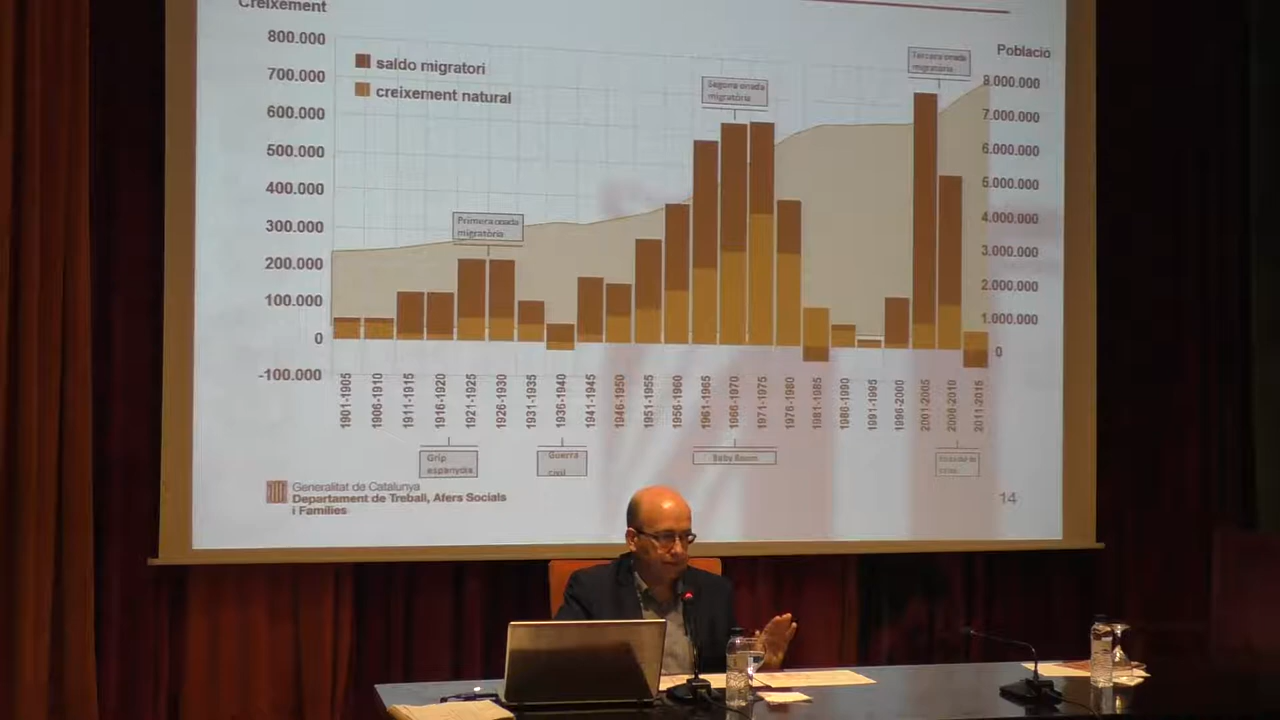 Creixement
800.000
700.000
600.000
500.000
400.000
300.000
200.000
100.000
0
-100.000
saldo migratori
creixement natural
Primera onada
migratòria
Segona onada
migratòria
Tercera onada
migratòria
Població
8.000.000
7.000.000
6.000.000
5.000.000
4.000.000
3.000.000
2.000.000
1.000.000
0
1901-1905
1906-1910
1911-1915
1916-1920
1921-1925
1926-1930
1931-1935
1936-1940
1941-1945
1946-1950
1951-1955
1956-1960
1961-1965
1966-1970
1971-1975
1976-1980
1981-1985
1986-1990
1991-1995
1996-2000
2001-2005
2006-2010
2011-2015
Grip
espanyola
Guerra
civil
Baby Boom
Generalitat de Catalunya
Departament de Treball, Afers Socials
i Famílies
14